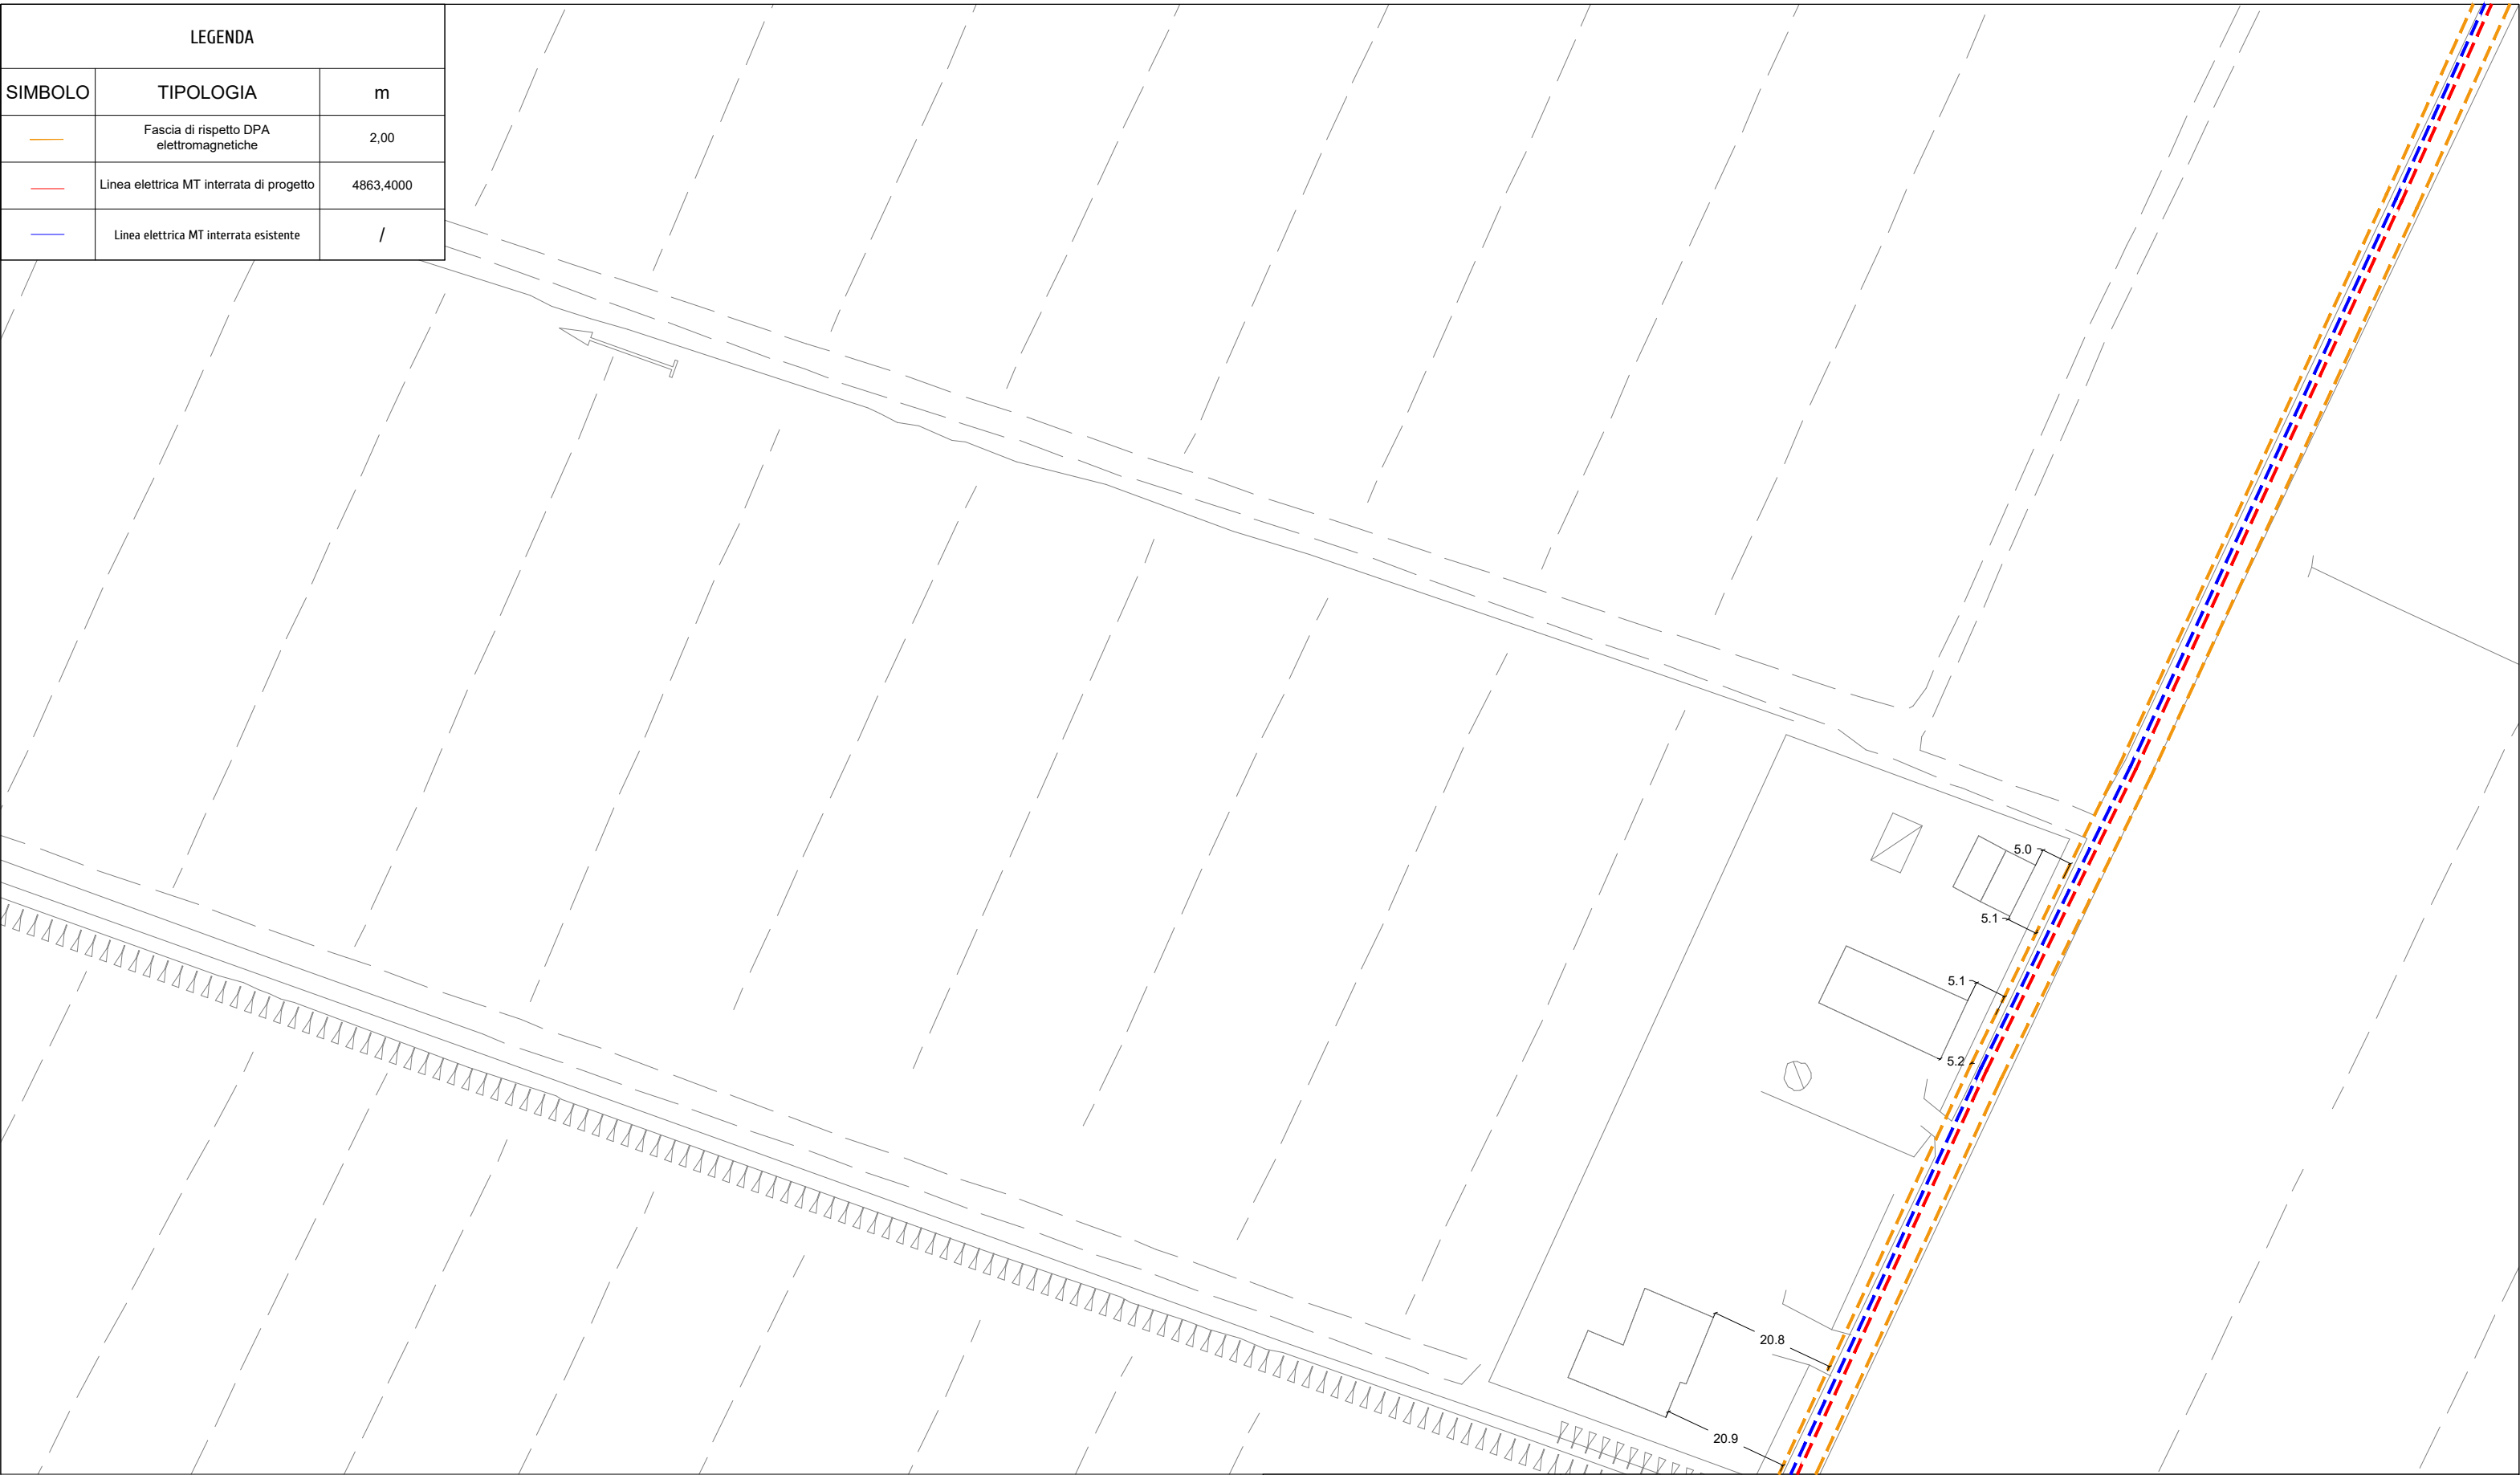 LEGENDA
SIMBOLO TIPOLOGIA m
Fascia di rispetto DPA
elettromagnetiche
2,00
Linea elettrica MT interrata di progetto 4863,4000
Linea elettrica MT interrata esistente /
5.0
5.1
5.1
5.2
20.8
20.9